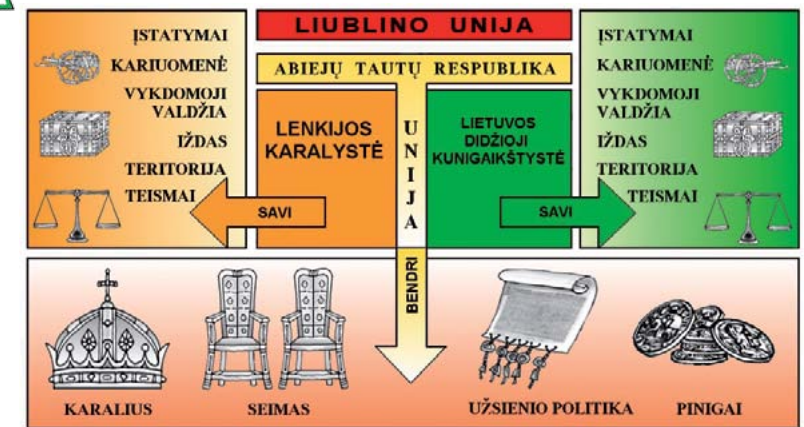 LIUBLINO UNIJA
ABIEJŲ TAUTŲ RESPUBLIKA
ĮSTATYMAI
KARIUOMENĖ
VYKDOMOJI
VALDŽIA
IŽDAS
TERITORIJA
TEISMAI
SAVI
LENKIJOS
KARALYSTĖ
UNIJA
LIETUVOS
DIDŽIOJI
KUNIGAIKŠTYSTĖ
SAVI
ĮSTATYMAI
KARIUOMENĖ
VYKDOMOJI
VALDŽIA
IŽDAS
TERITORIJA
TEISMAI
BENDRI
KARALIUS
SEIMAS
UŽSIENIO POLITIKA
PINIGAI